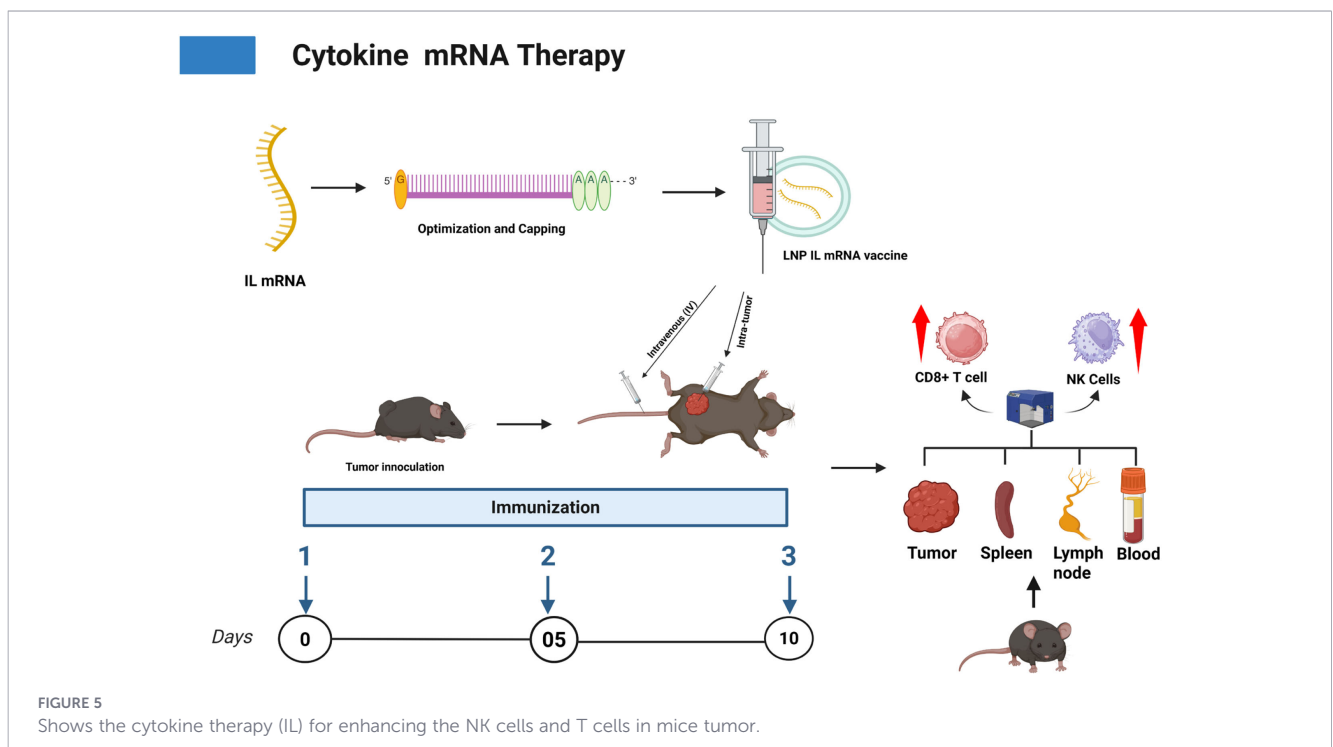 Cytokine mRNA Therapy
5' G A A A - - - 3'
Optimization and Capping
IL mRNA
LNP IL mRNA vaccine
Intravenous (IV)
Intra-tumor
CD8+ T cell
NK Cells
Tumor innoculation
Immunization
Tumor
Spleen
Lymph
node
Blood
1
2
3
Days
0
05
10
FIGURE 5
Shows the cytokine therapy (IL) for enhancing the NK cells and T cells in mice tumor.